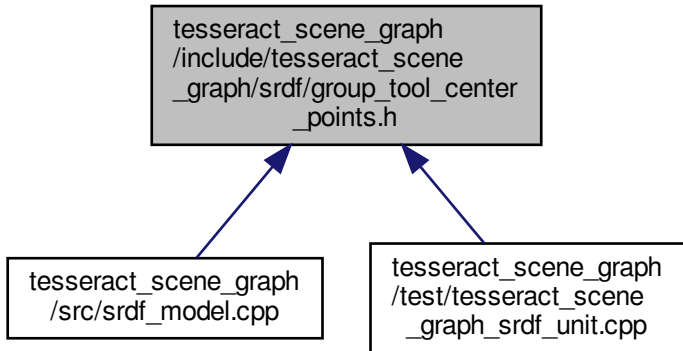 tesseract_scene_graph
/include/tesseract_scene
_graph/srdf/group_tool_center
_points.h
tesseract_scene_graph
/src/srdf_model.cpp
tesseract_scene_graph
/test/tesseract_scene
_graph_srdf_unit.cpp